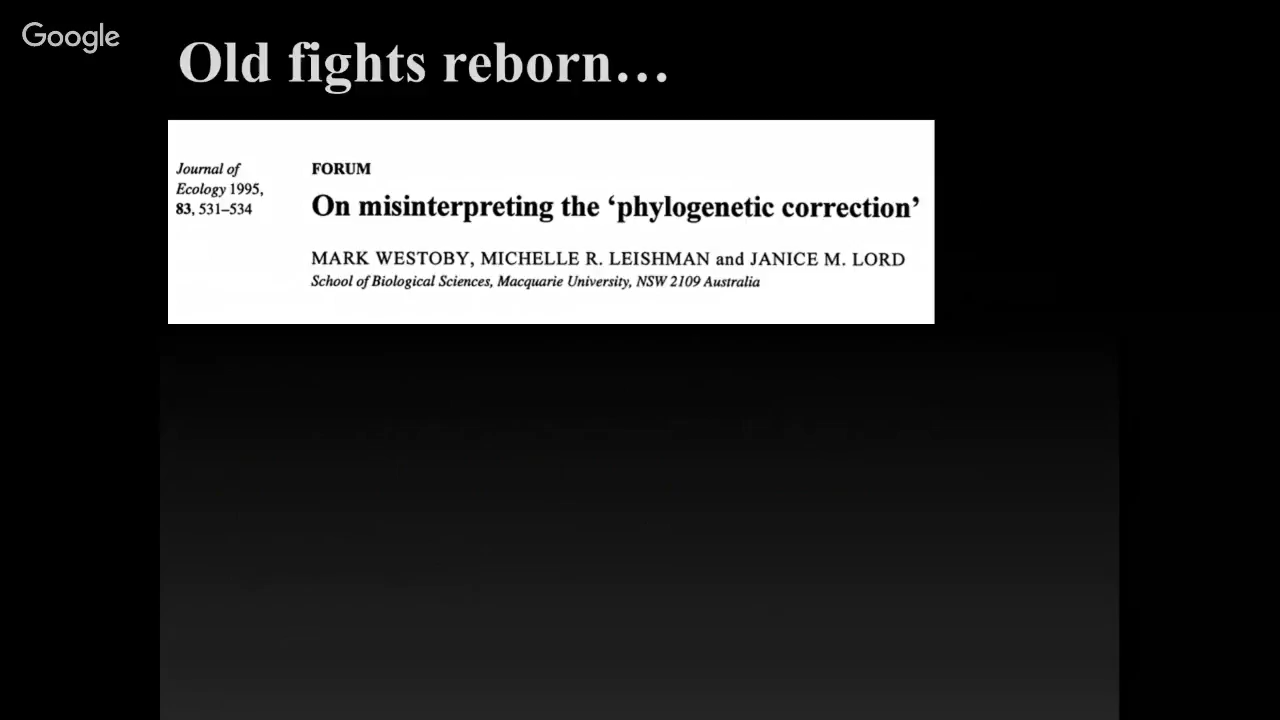 Google
Old fights reborn…
Journal of
Ecology 1995,
83, 531–534
FORUM
On misinterpreting the ‘phylogenetic correction’
MARK WESTOBY, MICHELLE R. LEISHMAN and JANICE M. LORD
School of Biological Sciences, Macquarie University, NSW 2109 Australia